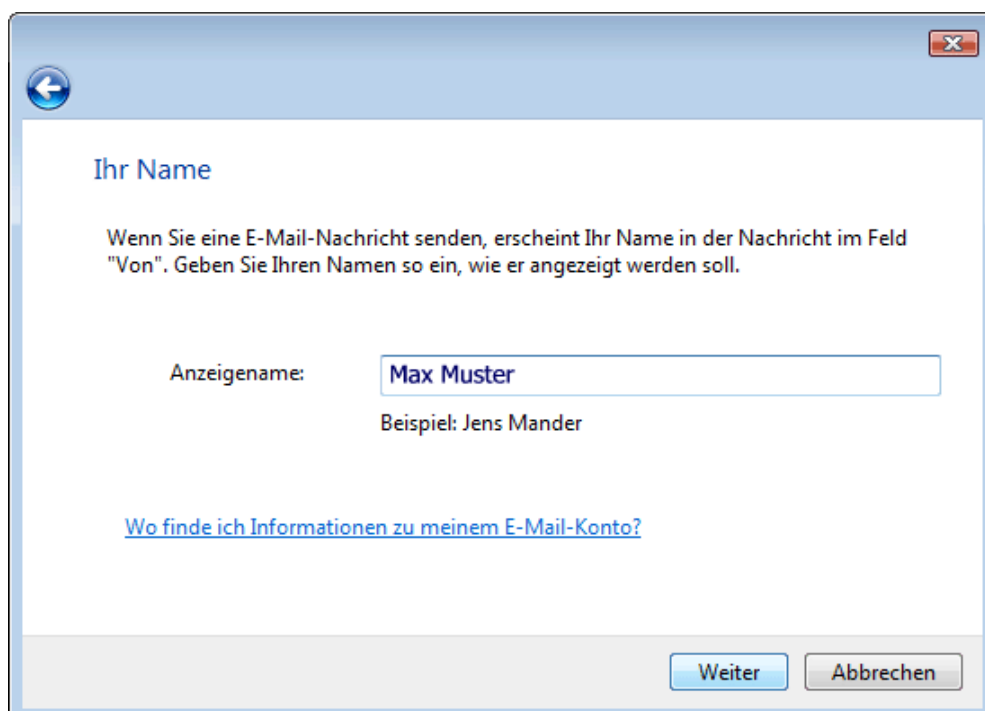 Ihr Name
Wenn Sie eine E-Mail-Nachricht senden, erscheint Ihr Name in der Nachricht im Feld
"Von". Geben Sie Ihren Namen so ein, wie er angezeigt werden soll.
Anzeigename: Max Muster
Beispiel: Jens Mander
Wo finde ich Informationen zu meinem E-Mail-Konto?
Weiter Abbrechen